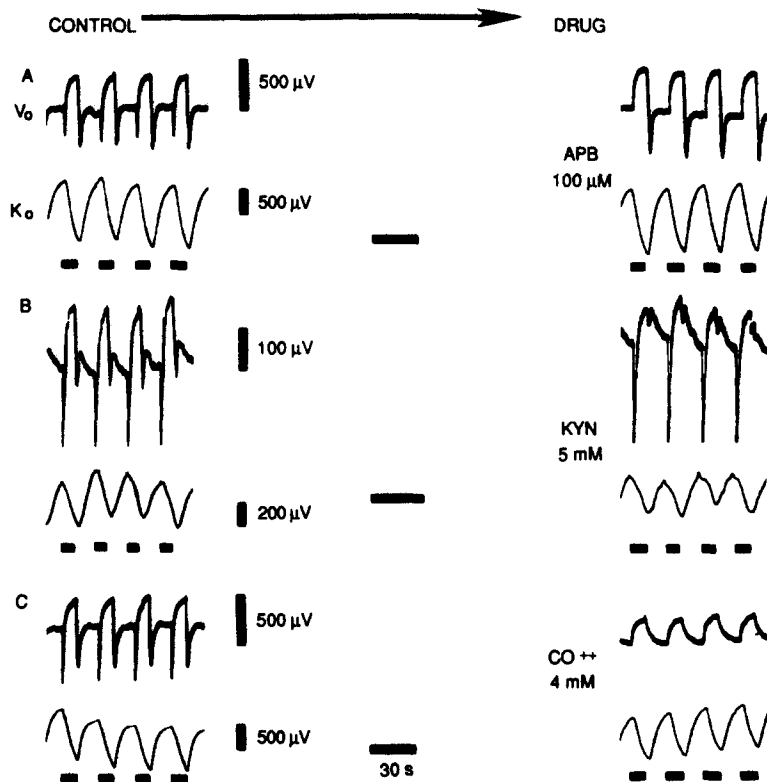 CONTROL
DRUG
A
500 μV
Vo
APB
100 μM
500 μV
Ko
B
100 μV
KYN
5 mM
200 μV
C
500 μV
CO ++
4 mM
500 μV
30 s